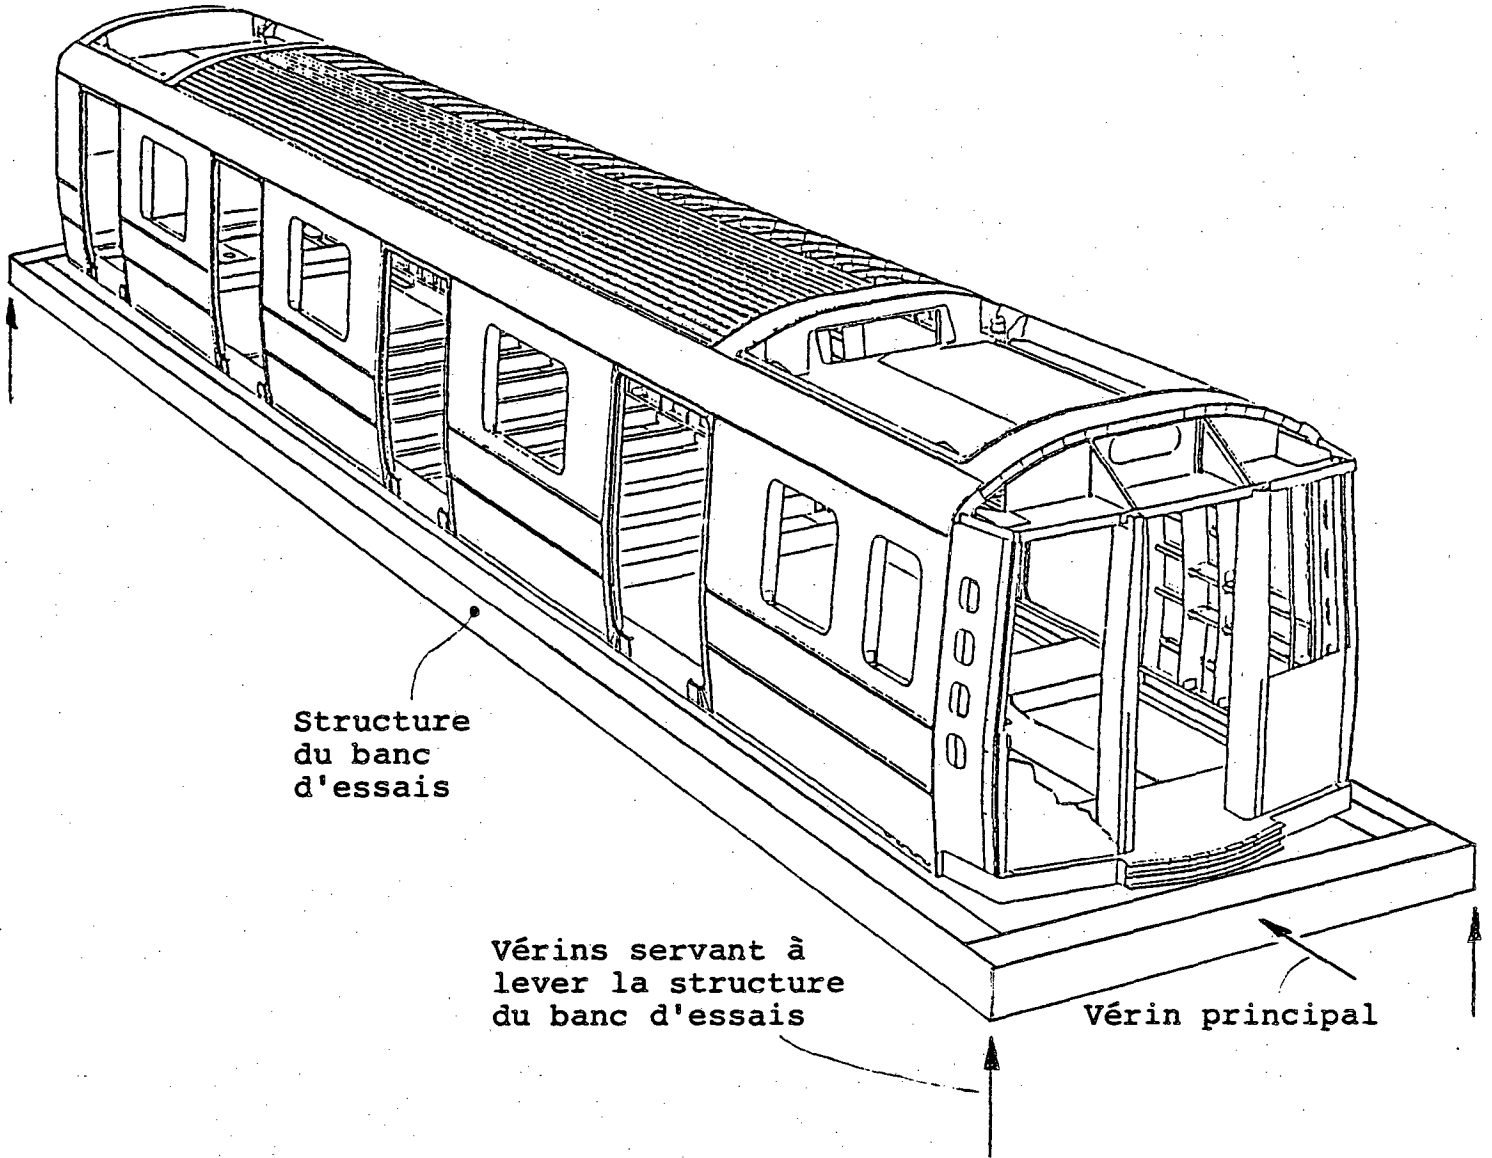 Structure
du banc
d'essais
Vérins servant à
lever la structure
du banc d'essais
Vérin principal